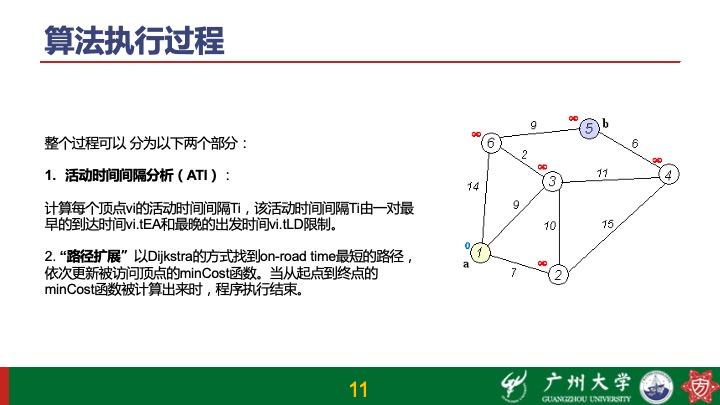 算法执行过程
整个过程可以 分为以下两个部分：
1. 活动时间间隔分析（ATI）：
计算每个顶点vi的活动时间间隔Ti，该活动时间间隔Ti由一对最
早的到达时间vi.tEA和最晚的出发时间vi.tLD限制。
2. “路径扩展”以Dijkstra的方式找到on-road time最短的路径，
依次更新被访问顶点的minCost函数。当从起点到终点的
minCost函数被计算出来时，程序执行结束。
∞ 9 ∞ 5 b
∞ 6 2 6
∞ 3 11 ∞ 4
14 9 10 15
0 1 a
7 ∞ 2
11
广州大学
GUANGZHOU UNIVERSITY